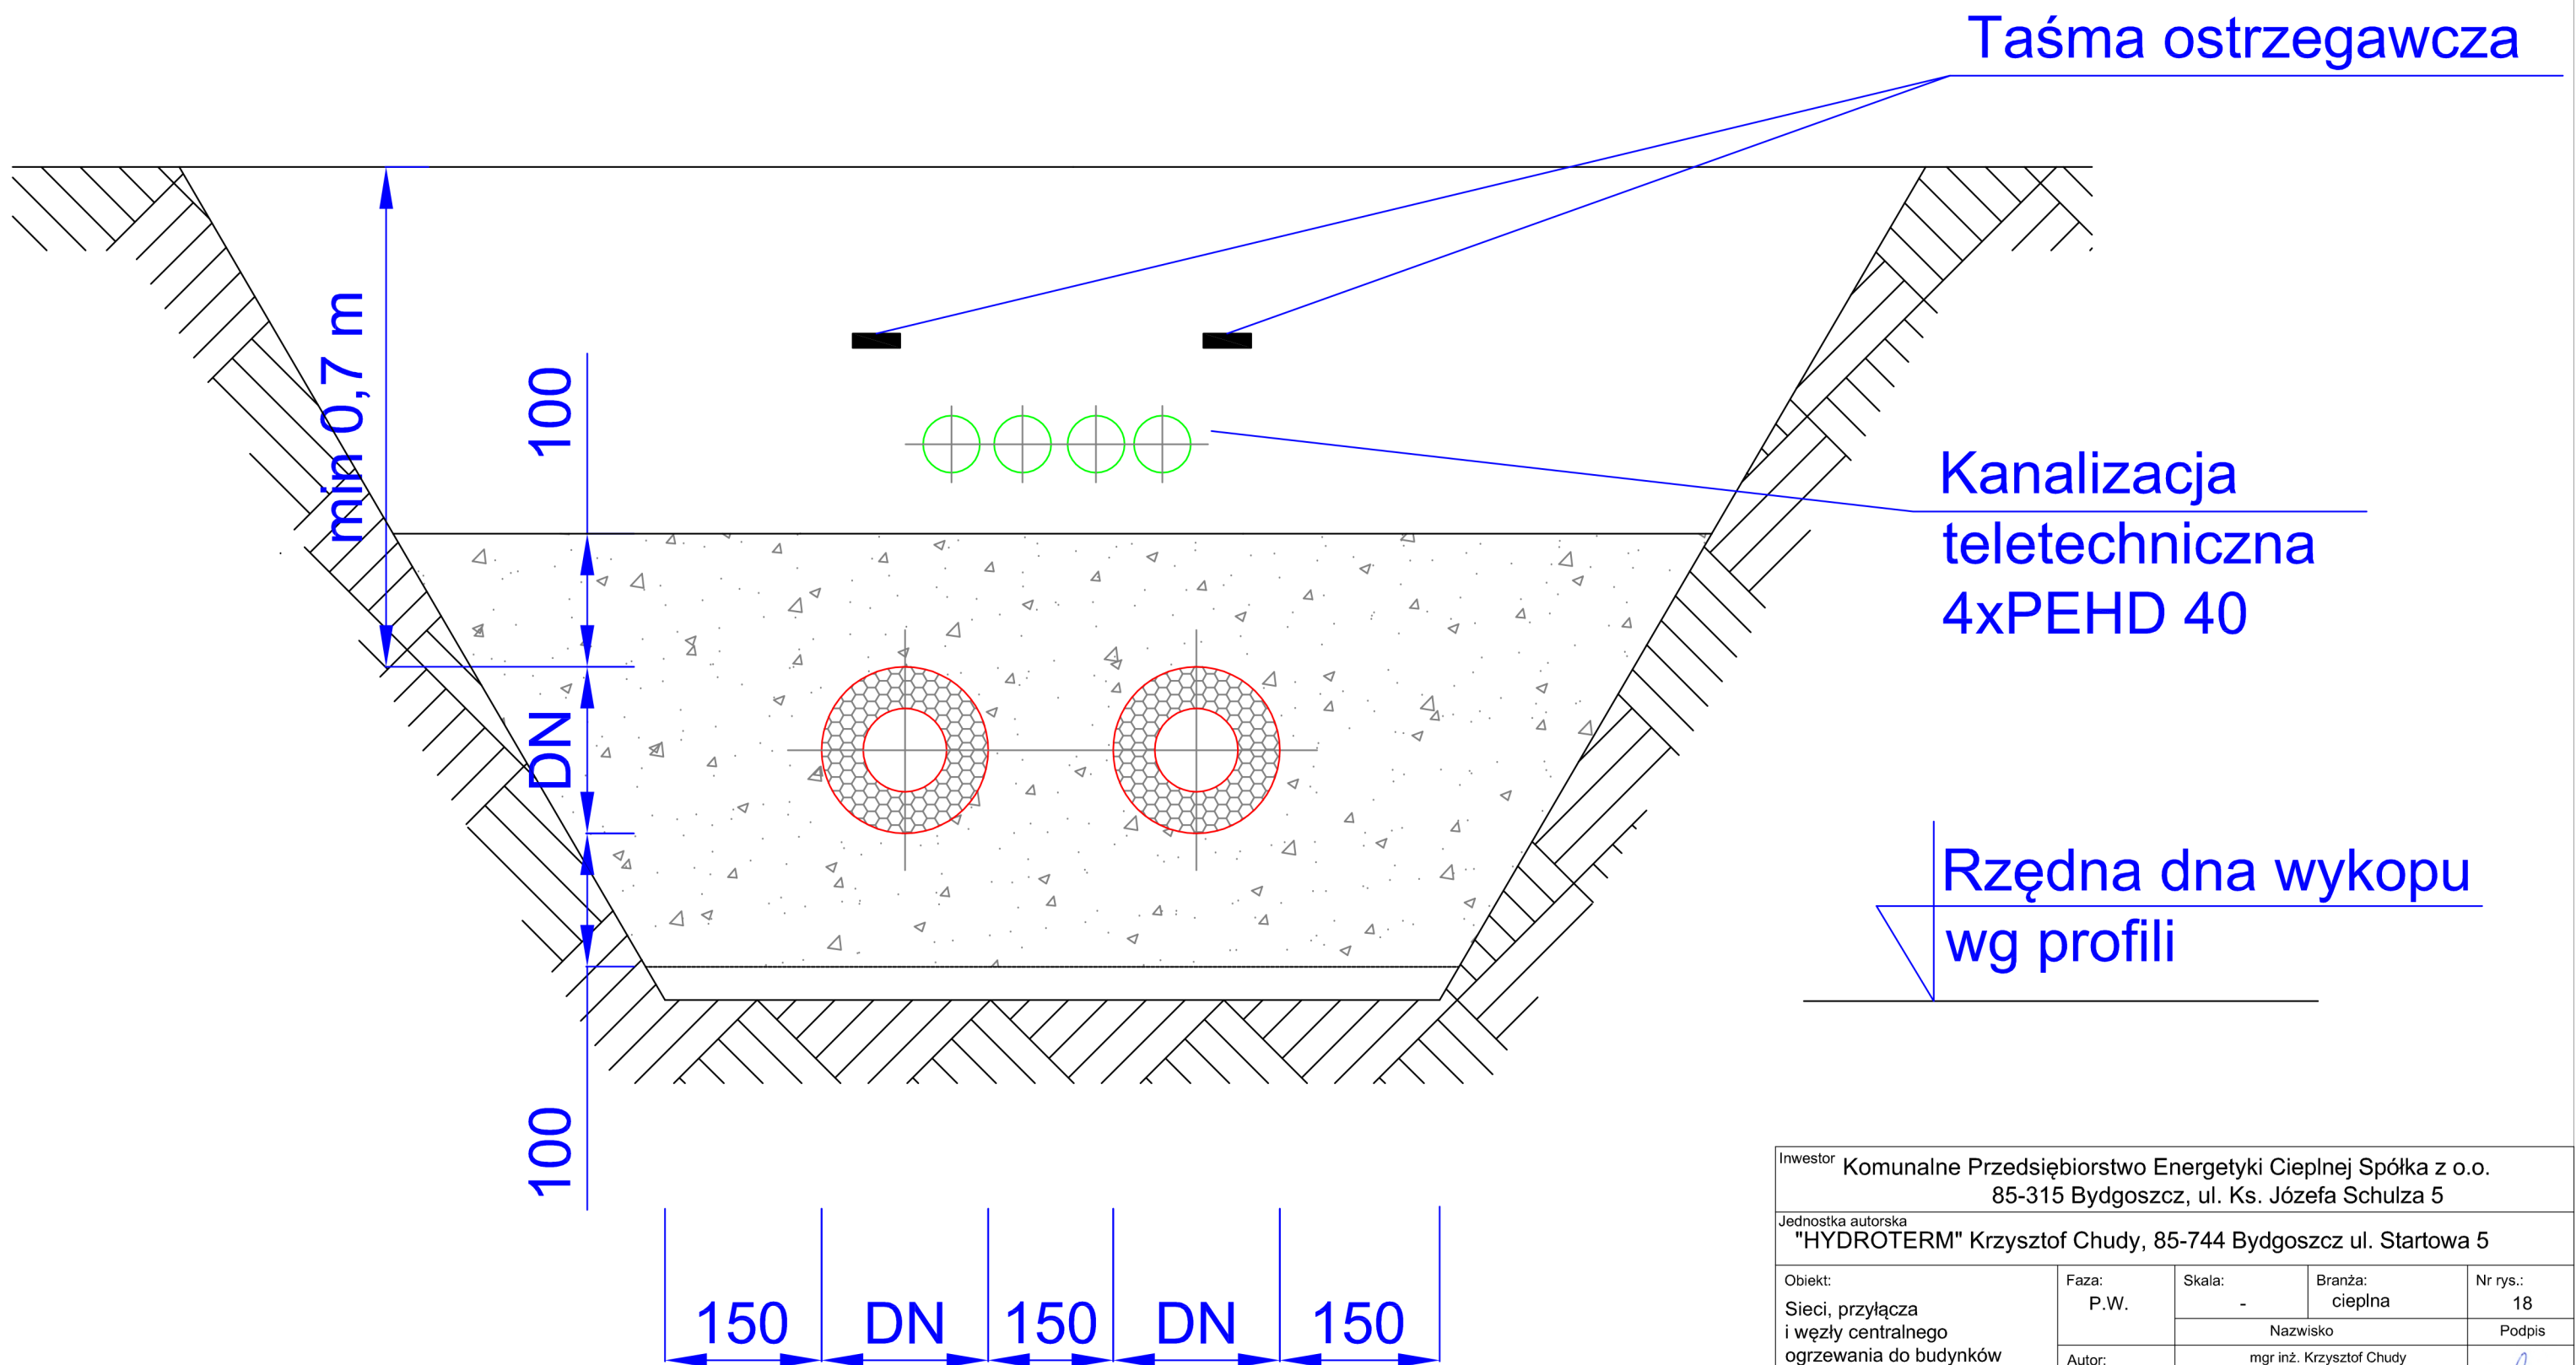 Taśma ostrzegawcza
min 0,7 m
100
Kanalizacja
teletechniczna
4xPEHD 40
DN
Rzędna dna wykopu
wg profili
100
150 DN 150 DN 150
Inwestor Komunalne Przedsiębiorstwo Energetyki Cieplnej Spółka z o.o.
85-315 Bydgoszcz, ul. Ks. Józefa Schulza 5
Jednostka autorska
"HYDROTERM" Krzysztof Chudy, 85-744 Bydgoszcz ul. Startowa 5
Obiekt: Faza: Skala: Branża: Nr rys.:
Sieci, przyłącza P.W. - cieplna 18
i węzły centralnego Nazwisko Podpis
ogrzewania do budynków Autor: mgr inż. Krzysztof Chudy